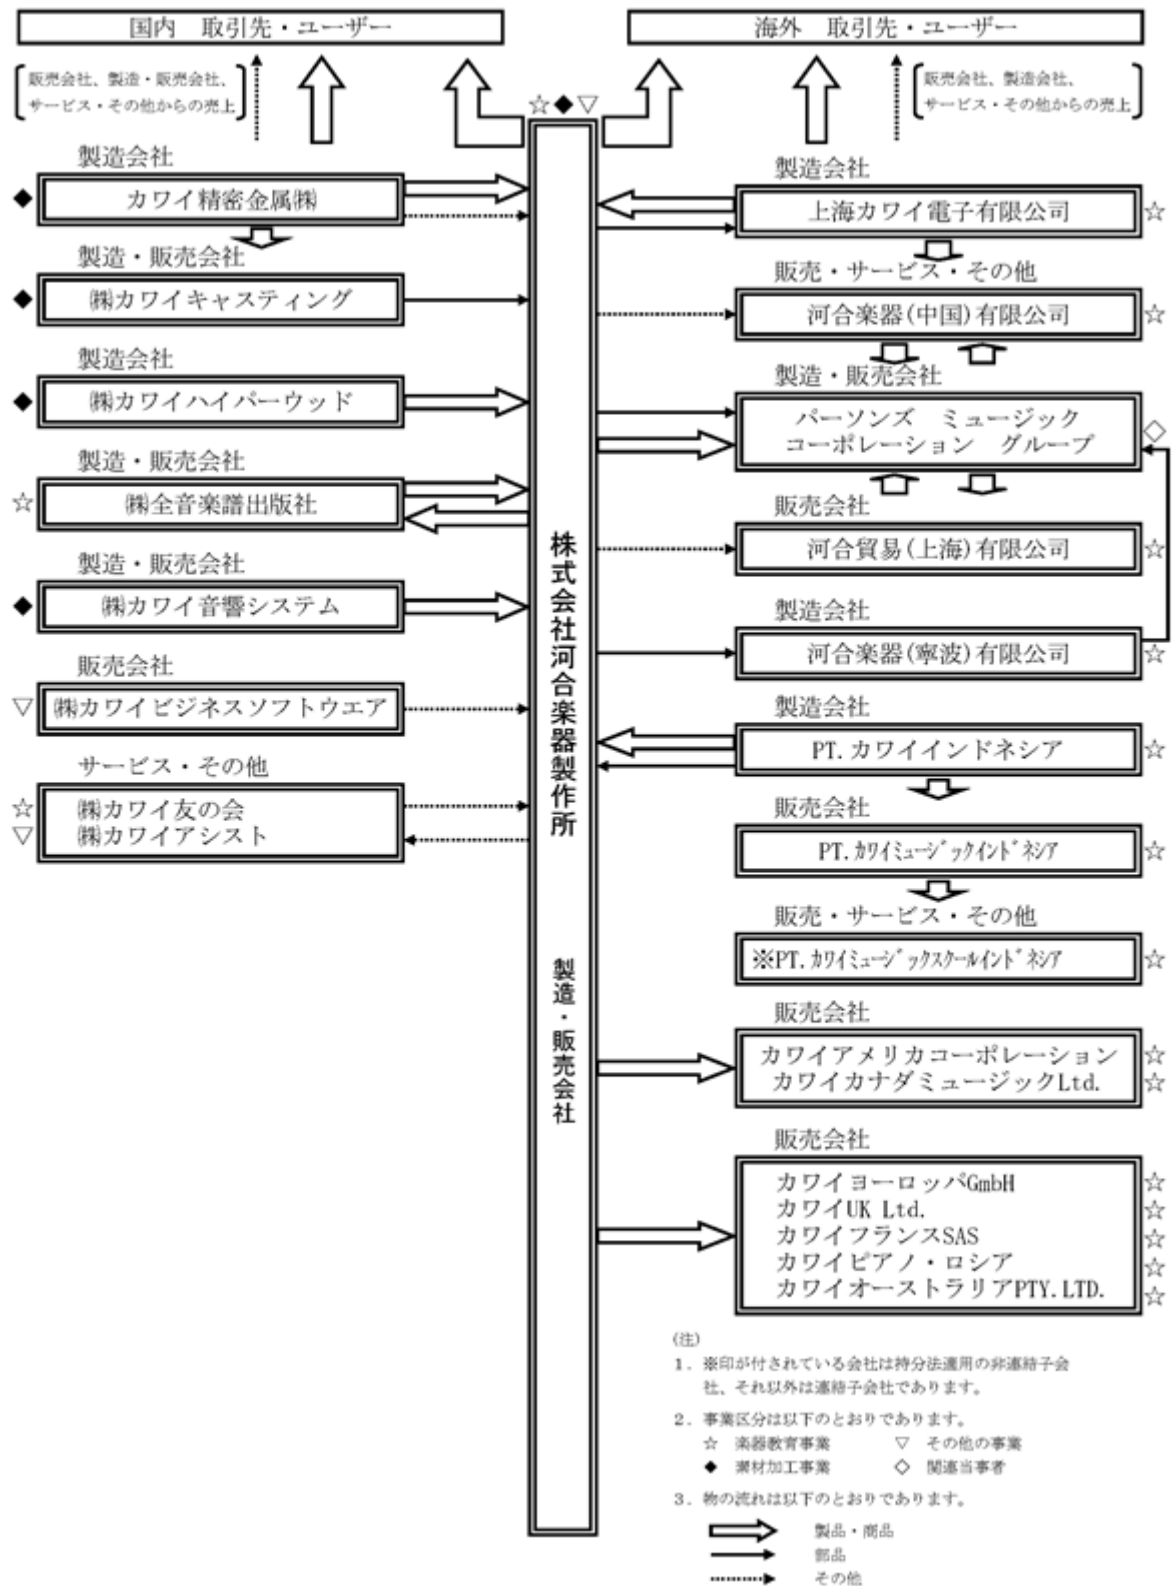 国内　取引先・ユーザー
海外　取引先・ユーザー
販売会社、製造・販売会社、
サービス・その他からの売上
販売会社、製造会社、
サービス・その他からの売上
☆◆▽
株式会社河合楽器製作所
製造・販売会社
製造会社
◆ カワイ精密金属㈱
製造・販売会社
◆ ㈱カワイキャスティング
製造会社
◆ ㈱カワイハイパーウッド
製造・販売会社
☆ ㈱全音楽譜出版社
製造・販売会社
◆ ㈱カワイ音響システム
販売会社
▽ ㈱カワイビジネスソフトウエア
サービス・その他
☆ ㈱カワイ友の会
▽ ㈱カワイアシスト
製造会社
上海カワイ電子有限公司 ☆
販売・サービス・その他
河合楽器(中国)有限公司 ☆
製造・販売会社
パーソンズ　ミュージック
コーポレーション　グループ ◇
販売会社
河合貿易(上海)有限公司 ☆
製造会社
河合楽器(寧波)有限公司 ☆
製造会社
PT.カワイインドネシア ☆
販売会社
PT.ｶﾜｲﾐｭｰｼﾞｯｸｲﾝﾄﾞﾈｼｱ ☆
販売・サービス・その他
※PT.ｶﾜｲﾐｭｰｼﾞｯｸｽｸｰﾙｲﾝﾄﾞﾈｼｱ ☆
販売会社
カワイアメリカコーポレーション ☆
カワイカナダミュージックLtd. ☆
販売会社
カワイヨーロッパGmbH ☆
カワイUK Ltd. ☆
カワイフランスSAS ☆
カワイピアノ・ロシア ☆
カワイオーストラリアPTY.LTD. ☆
(注)
1．※印が付されている会社は持分法適用の非連結子会
社、それ以外は連結子会社であります。
2．事業区分は以下のとおりであります。
☆　楽器教育事業　▽　その他の事業
◆　素材加工事業　◇　関連当事者
3．物の流れは以下のとおりであります。
製品・商品
部品
その他